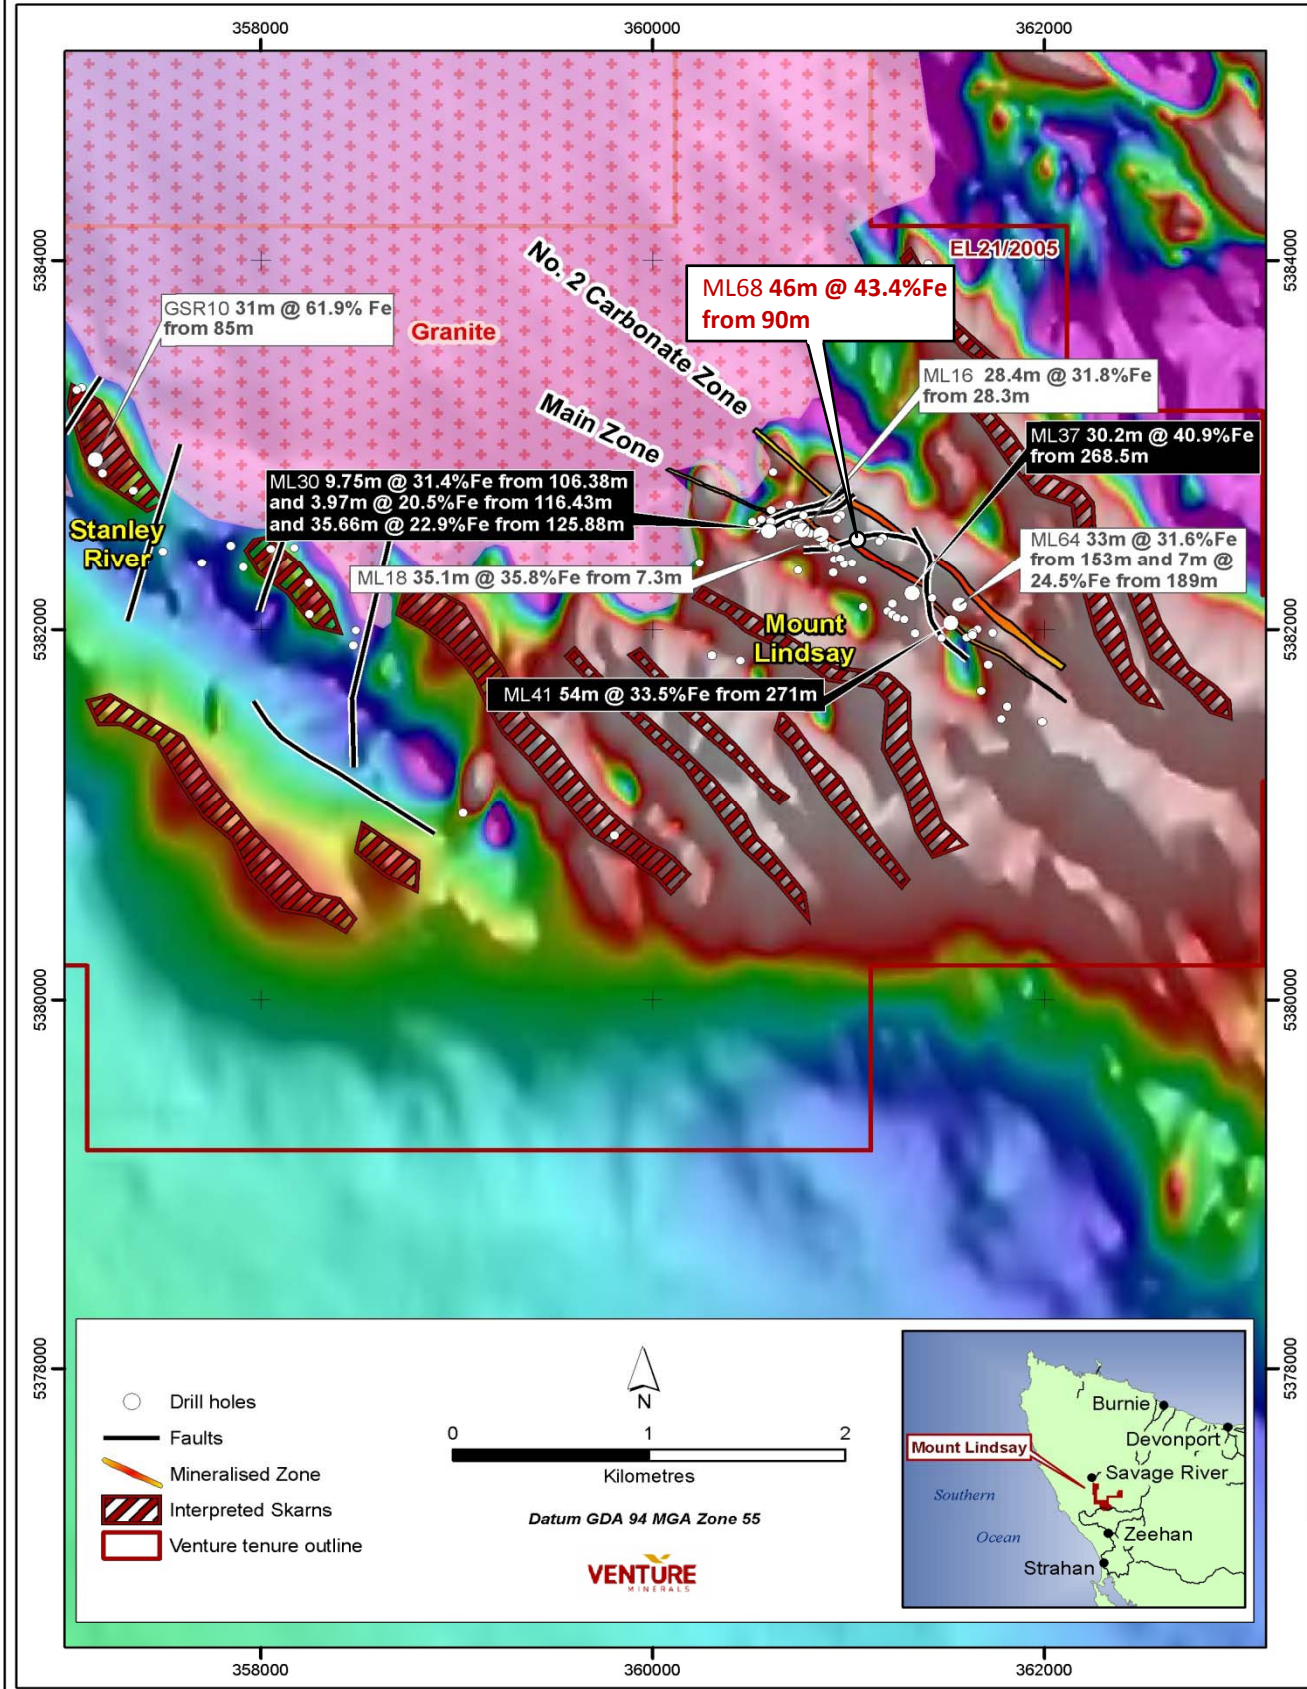 358000
360000
362000
5384000
5384000
EL21/2005
No. 2 Carbonate Zone
ML68 46m @ 43.4%Fe
from 90m
GSR10 31m @ 61.9% Fe
from 85m
Granite
Main Zone
ML16 28.4m @ 31.8%Fe
from 28.3m
ML37 30.2m @ 40.9%Fe
from 268.5m
ML30 9.75m @ 31.4%Fe from 106.38m
and 3.97m @ 20.5%Fe from 116.43m
and 35.66m @ 22.9%Fe from 125.88m
Stanley
River
ML64 33m @ 31.6%Fe
from 153m and 7m @
24.5%Fe from 189m
ML18 35.1m @ 35.8%Fe from 7.3m
5382000
5382000
Mount
Lindsay
ML41 54m @ 33.5%Fe from 271m
5380000
5380000
5378000
5378000
Drill holes
Faults
Mineralised Zone
Interpreted Skarns
Venture tenure outline
N
0 1 2
Kilometres
Datum GDA 94 MGA Zone 55
VENTURE
MINERALS
Burnie
Devonport
Mount Lindsay
Savage River
Southern
Ocean
Zeehan
Strahan
358000
360000
362000